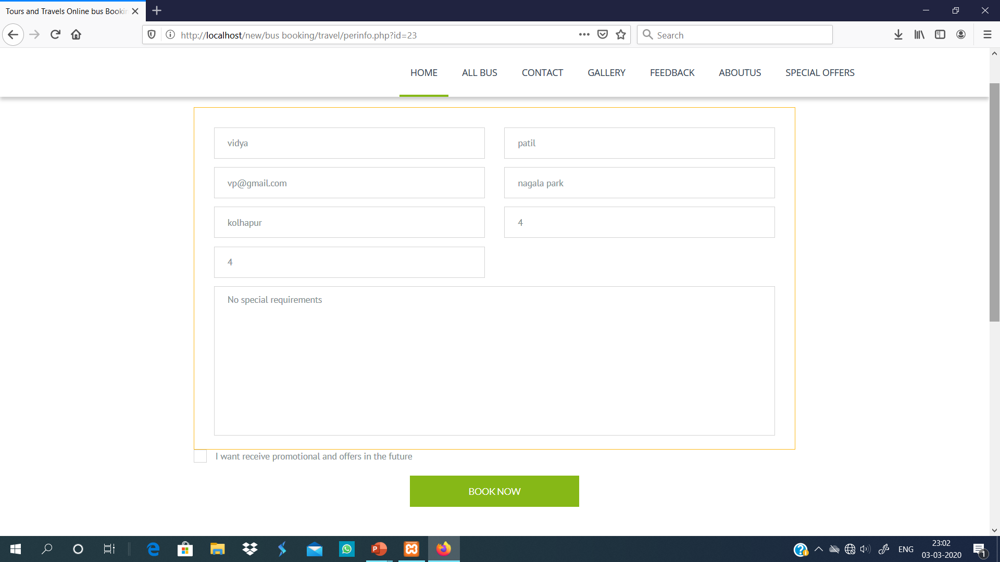 Tours and Travels Online bus Bookin
http://localhost/new/bus booking/travel/perinfo.php?id=23
Search
HOME ALL BUS CONTACT GALLERY FEEDBACK ABOUTUS SPECIAL OFFERS
vidya patil
vp@gmail.com nagala park
kolhapur 4
4
No special requirements
I want receive promotional and offers in the future
BOOK NOW
ENG
23:02
03-03-2020
1